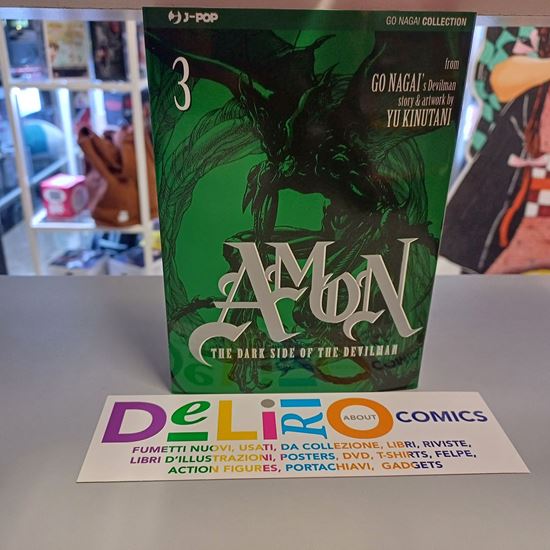 J-POP
GO NAGAI COLLECTION
3
from
GO NAGAI's Devilman
story & artwork by
YU KINUTANI
AMON
THE DARK SIDE OF THE DEVILMAN
DeLiRiO ABOUT COMICS
FUMETTI NUOVI, USATI, DA COLLEZIONE, LIBRI, RIVISTE,
LIBRI D'ILLUSTRAZIONI, POSTERS, DVD, T-SHIRTS, FELPE,
ACTION FIGURES, PORTACHIAVI, GADGETS